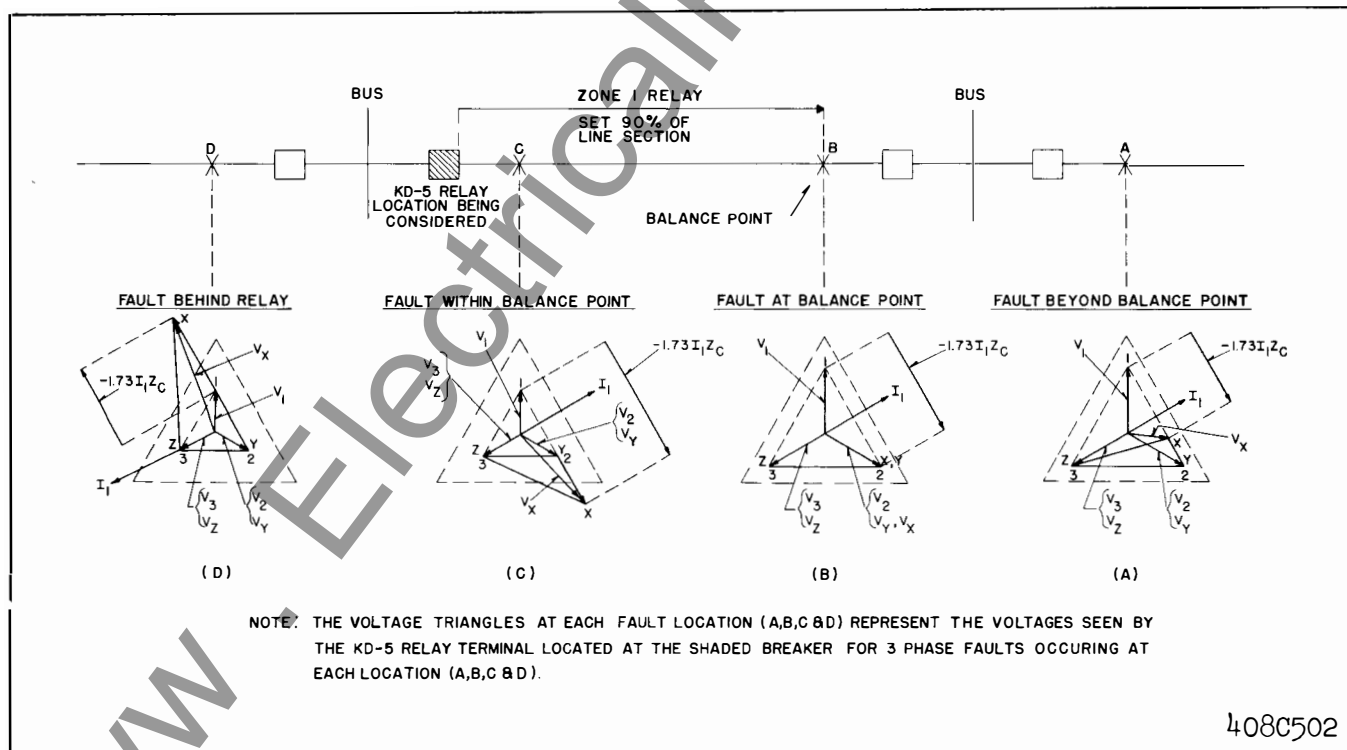 BUS
ZONE 1 RELAY
BUS
SET 90% OF
LINE SECTION
D
C
B
A
KD-5 RELAY
LOCATION BEING
CONSIDERED
BALANCE POINT
FAULT BEHIND RELAY
FAULT WITHIN BALANCE POINT
FAULT AT BALANCE POINT
FAULT BEYOND BALANCE POINT
X
VX
-1.73I1ZC
V1
Z
3
Y
2
I1
V3
VZ
V2
VY
(D)
V1
-1.73I1ZC
V3
VZ
I1
V2
VY
Z
3
Y
2
VX
X
(C)
V1
-1.73I1ZC
I1
Z
3
X,Y
2
V3
VZ
V2
VY, VX
(B)
V1
-1.73I1ZC
I1
VX
X
Z
3
Y
2
V3
VZ
V2
VY
(A)
NOTE: THE VOLTAGE TRIANGLES AT EACH FAULT LOCATION (A,B,C & D) REPRESENT THE VOLTAGES SEEN BY
THE KD-5 RELAY TERMINAL LOCATED AT THE SHADED BREAKER FOR 3 PHASE FAULTS OCCURING AT
EACH LOCATION (A,B,C & D).
408C502
w . Electrical